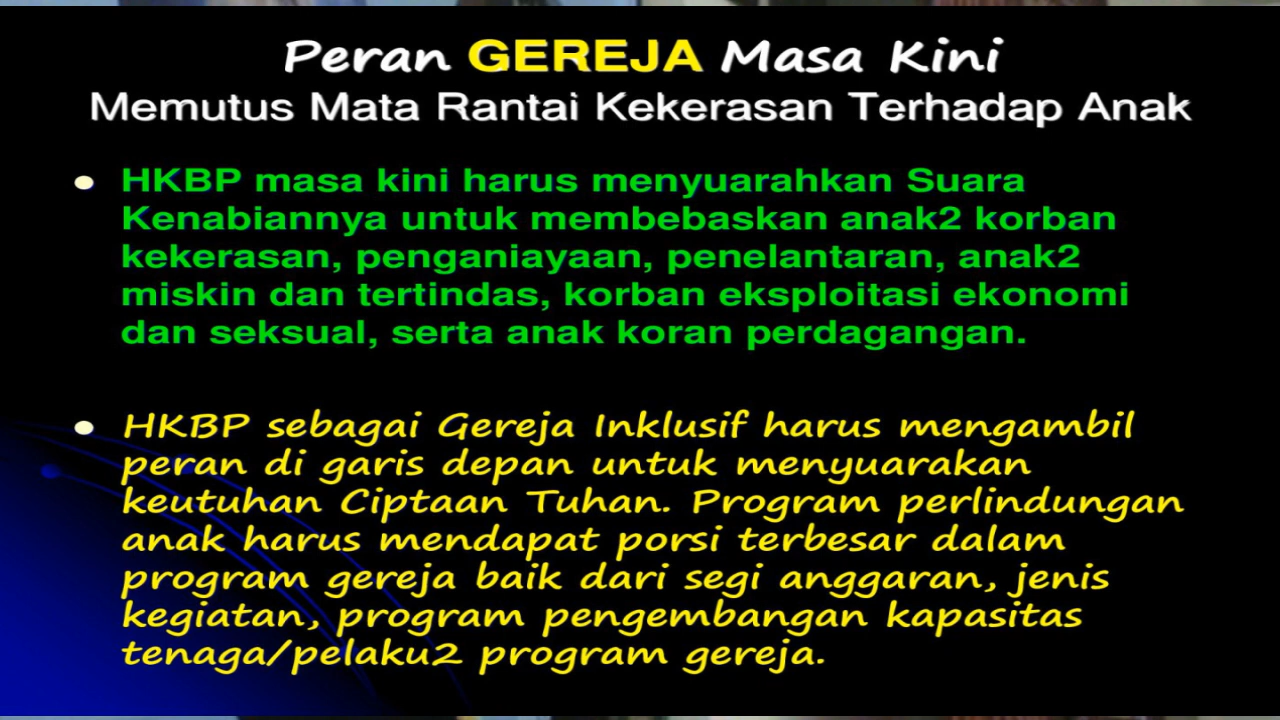 Peran GEREJA Masa Kini
Memutus Mata Rantai Kekerasan Terhadap Anak
• HKBP masa kini harus menyuarahkan Suara
Kenabiannya untuk membebaskan anak2 korban
kekerasan, penganiayaan, penelantaran, anak2
miskin dan tertindas, korban eksploitasi ekonomi
dan seksual, serta anak koran perdagangan.
• HKBP sebagai Gereja Inklusif harus mengambil
peran di garis depan untuk menyuarakan
keutuhan Ciptaan Tuhan. Program perlindungan
anak harus mendapat porsi terbesar dalam
program gereja baik dari segi anggaran, jenis
kegiatan, program pengembangan kapasitas
tenaga/pelaku2 program gereja.